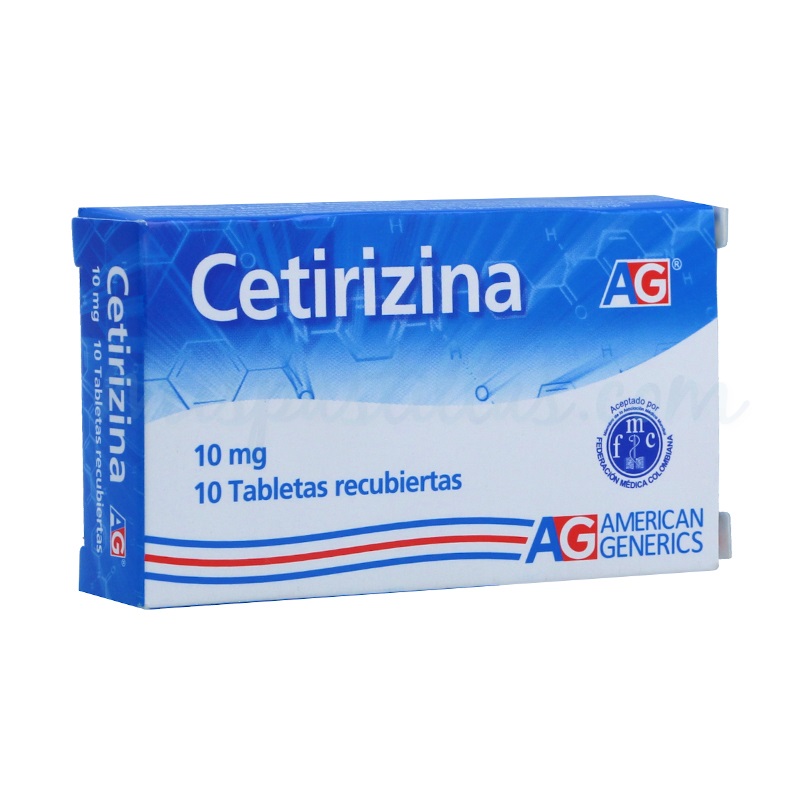 Cetirizina
AG®
10 mg
10 Tabletas recubiertas
Aceptado por
fmc
FEDERACIÓN MÉDICA COLOMBIANA
AG AMERICAN
GENERICS
Cetirizina
10 mg 10 Tabletas recubiertas
AG®